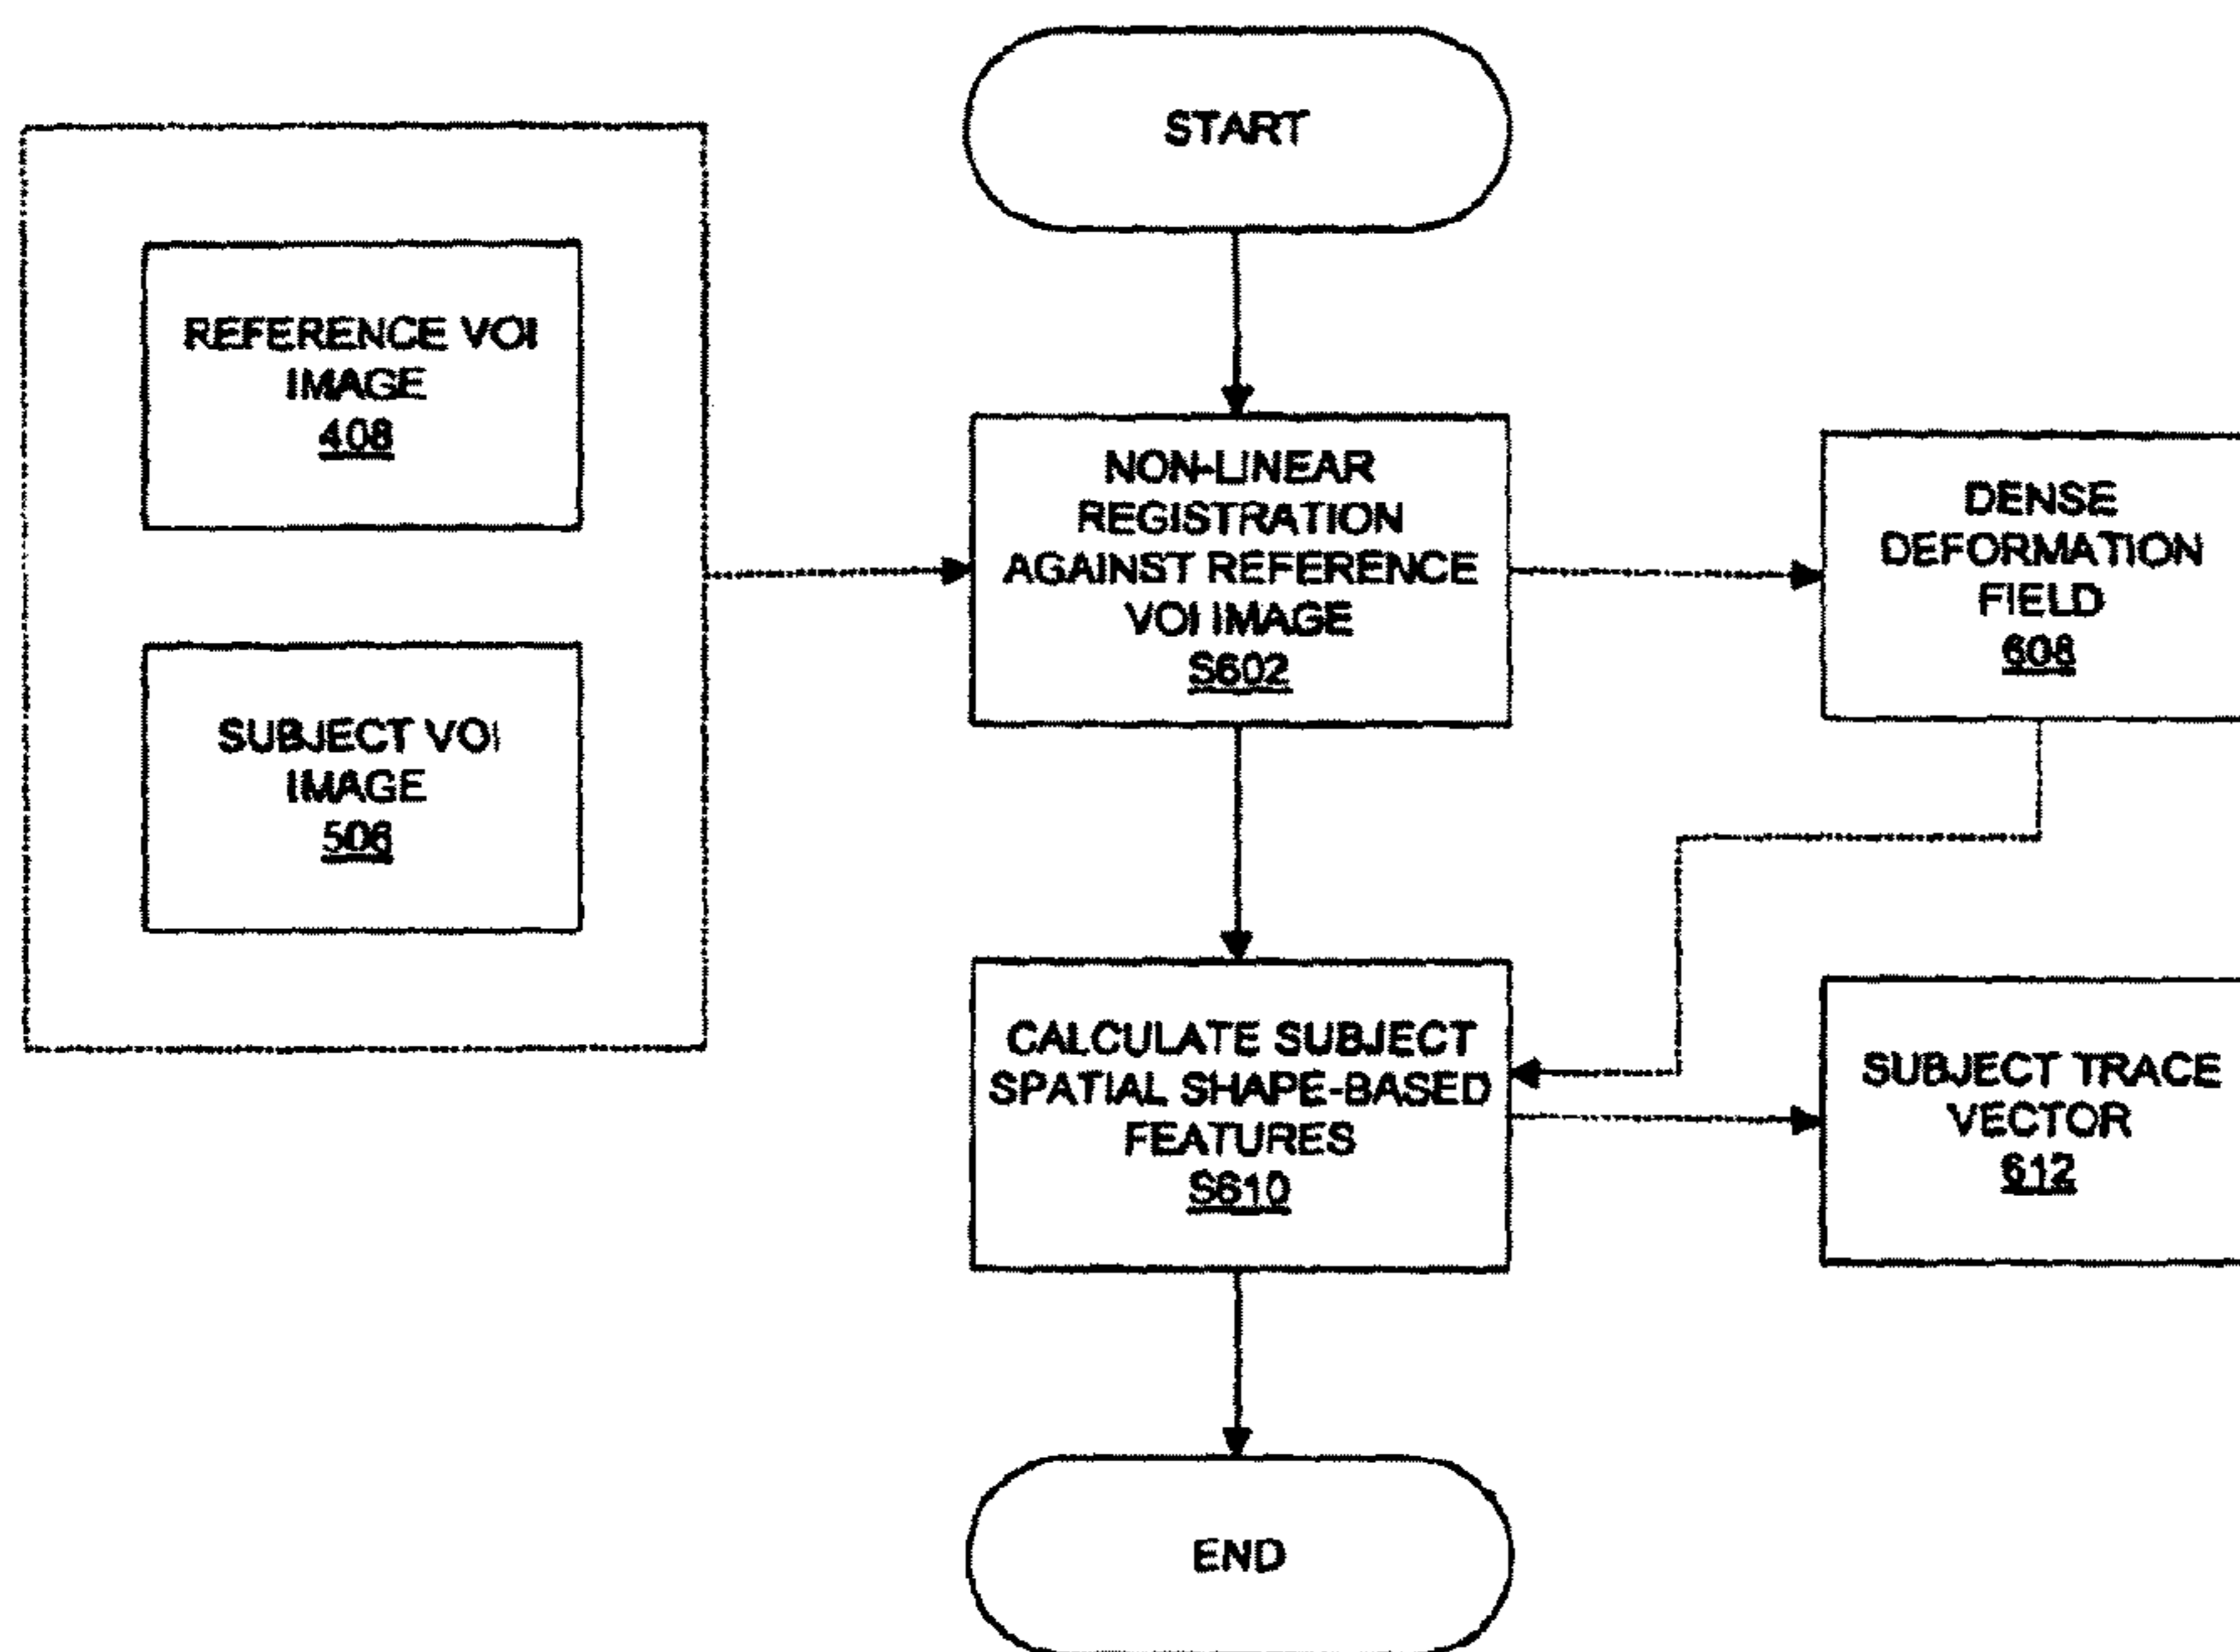 START
REFERENCE VOI
IMAGE
408
SUBJECT VOI
IMAGE
506
NON-LINEAR
REGISTRATION
AGAINST REFERENCE
VOI IMAGE
S602
DENSE
DEFORMATION
FIELD
608
CALCULATE SUBJECT
SPATIAL SHAPE-BASED
FEATURES
S610
SUBJECT TRACE
VECTOR
612
END